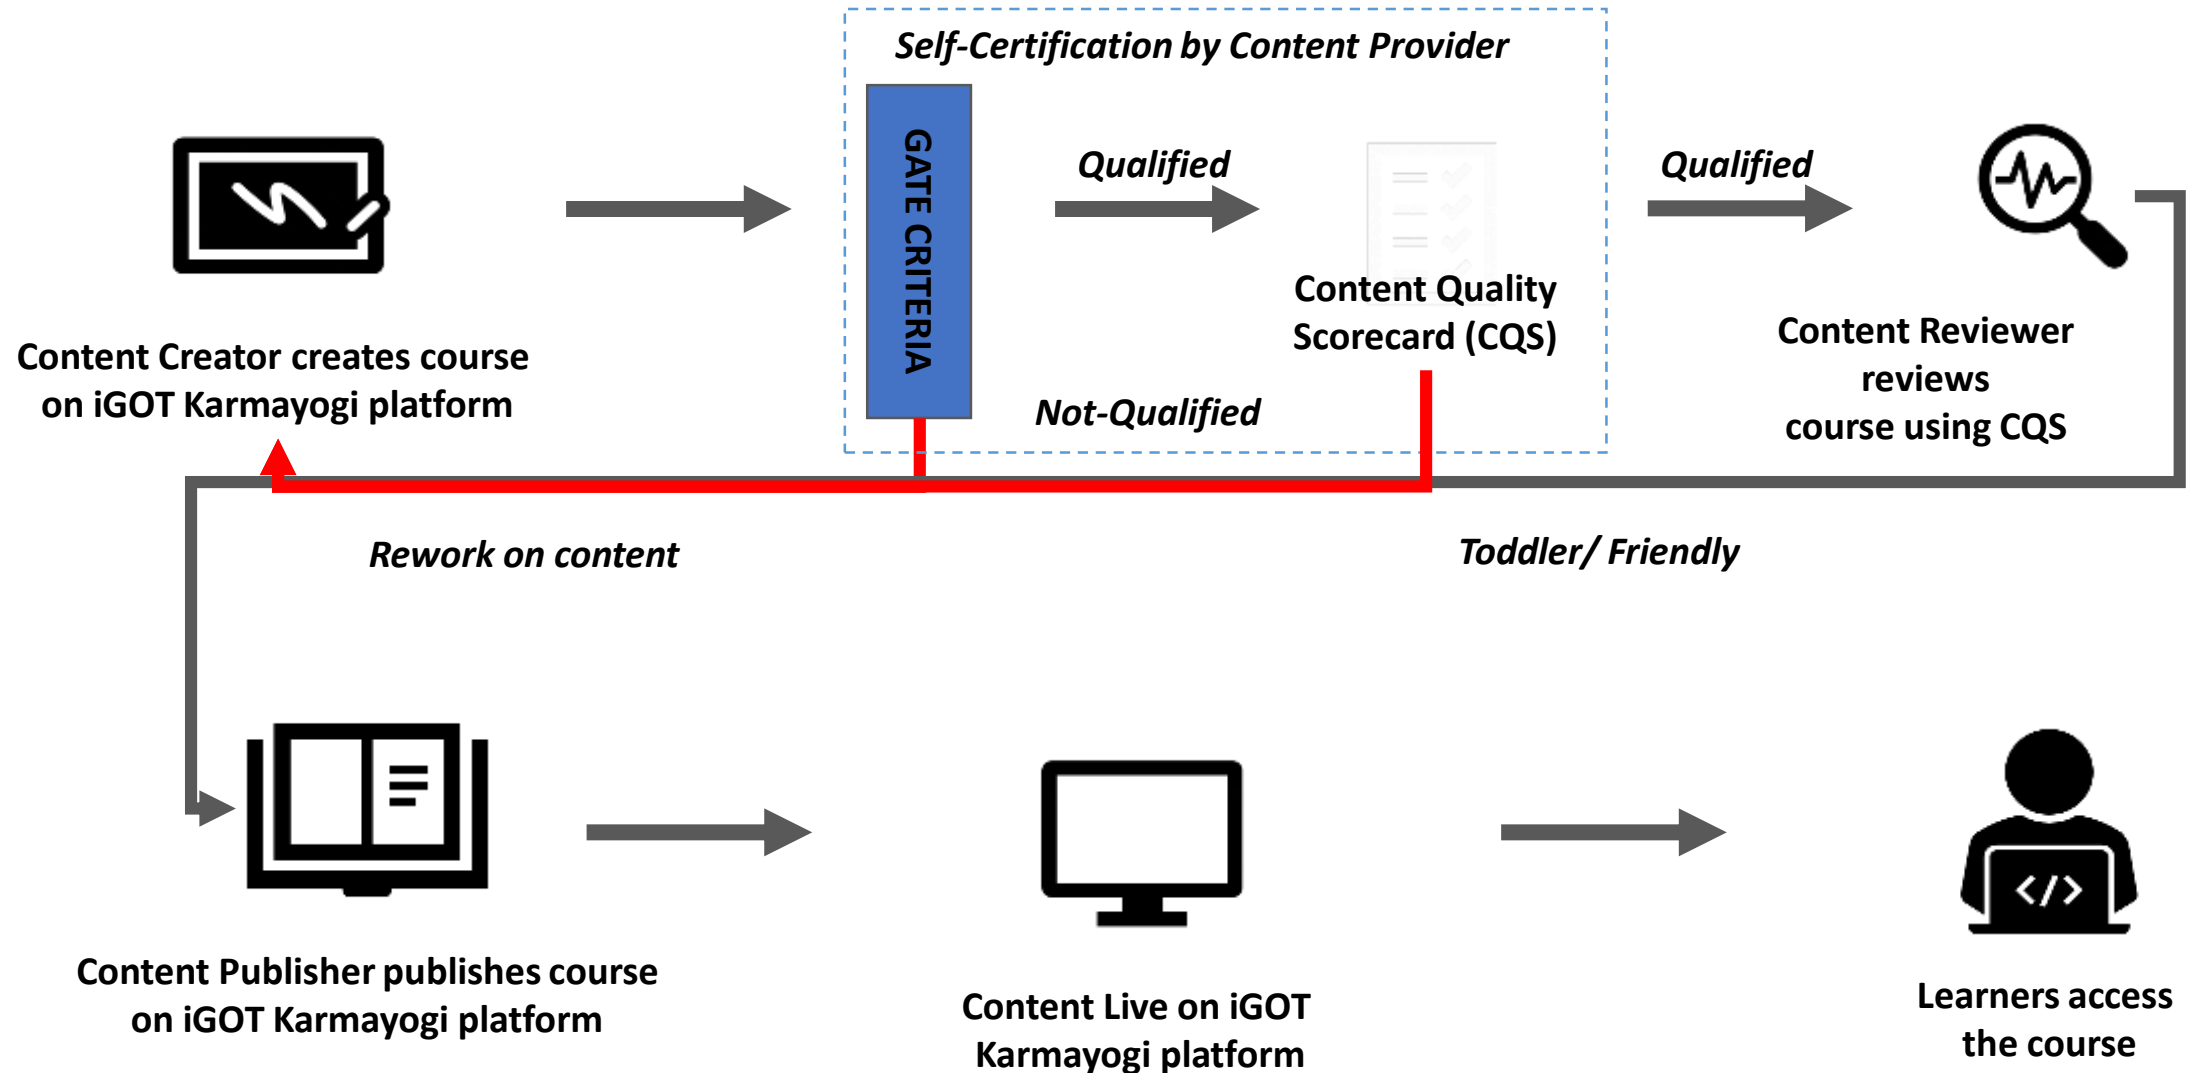 Self-Certification by Content Provider
GATE CRITERIA
Qualified
Qualified
Content Quality
Scorecard (CQS)
Content Creator creates course
on iGOT Karmayogi platform
Not-Qualified
Content Reviewer
reviews
course using CQS
Rework on content
Toddler/ Friendly
</>
Content Publisher publishes course
on iGOT Karmayogi platform
Content Live on iGOT
Karmayogi platform
Learners access
the course